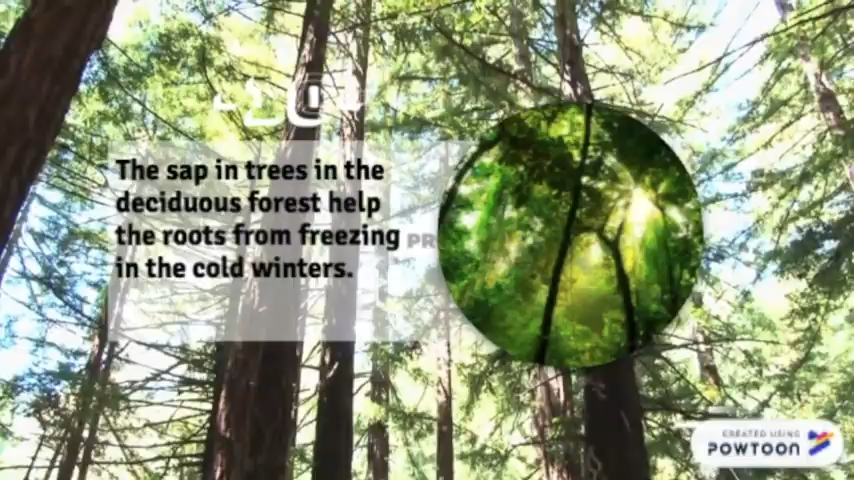 The sap in trees in the
deciduous forest help
the roots from freezing
in the cold winters.
PR
CREATED USING
POWTOON